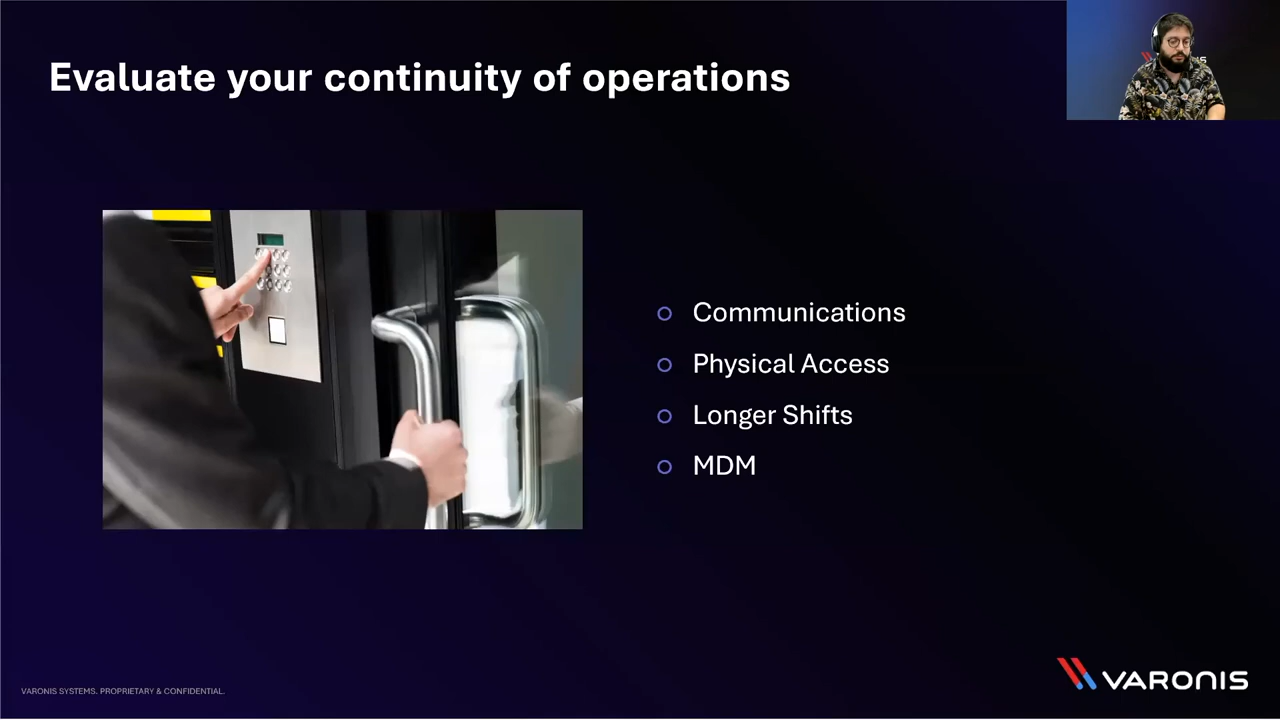 Evaluate your continuity of operations
Communications
Physical Access
Longer Shifts
MDM
VARONIS SYSTEMS. PROPRIETARY & CONFIDENTIAL.
VARONIS